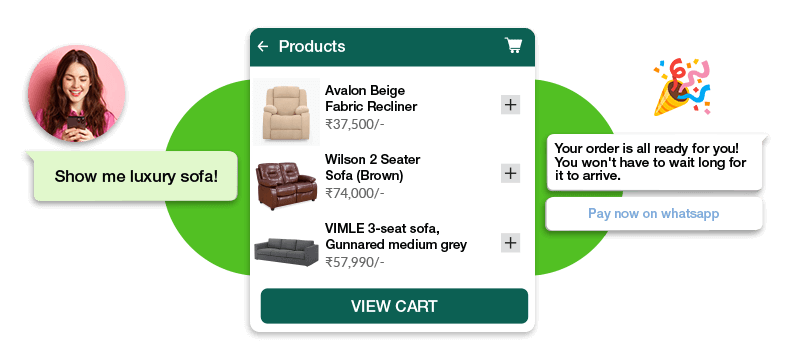 Products
Avalon Beige
Fabric Recliner
₹37,500/-
Wilson 2 Seater
Sofa (Brown)
₹74,000/-
VIMLE 3-seat sofa,
Gunnared medium grey
₹57,990/-
VIEW CART
Show me luxury sofa!
Your order is all ready for you!
You won't have to wait long for
it to arrive.
Pay now on whatsapp